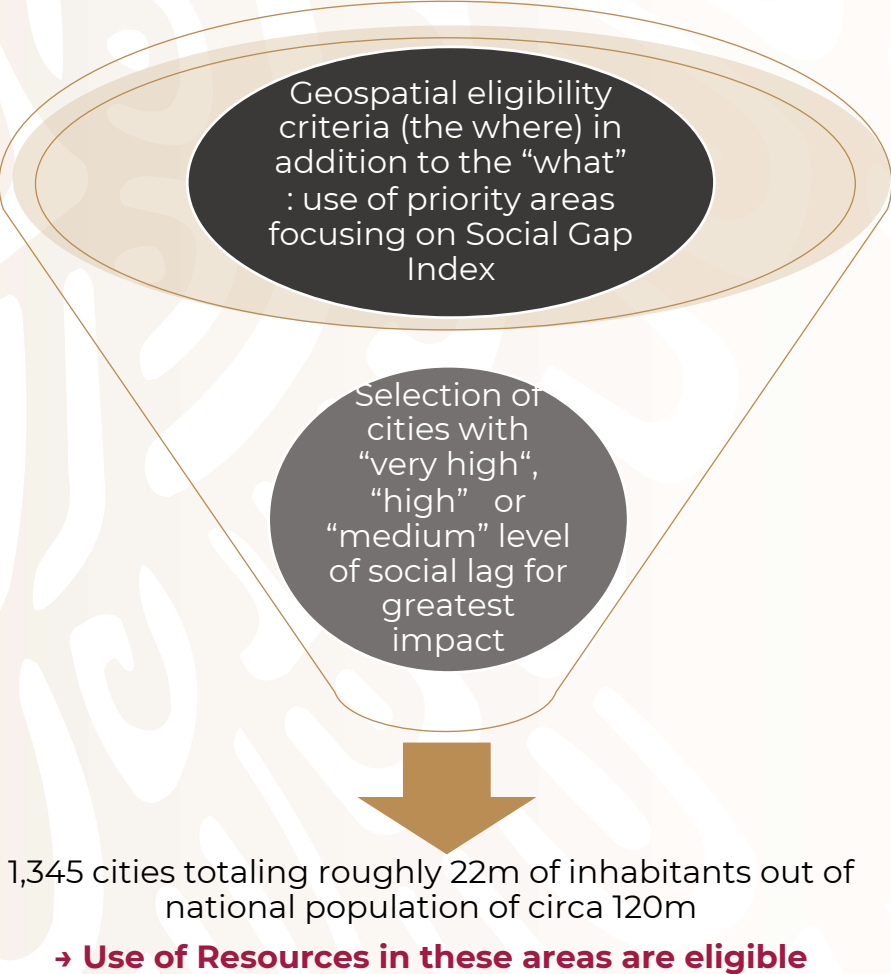 Geospatial eligibility
criteria (the where) in
addition to the “what”
: use of priority areas
focusing on Social Gap
Index
Selection of
cities with
“very high“,
“high” or
“medium” level
of social lag for
greatest
impact
1,345 cities totaling roughly 22m of inhabitants out of
national population of circa 120m
→ Use of Resources in these areas are eligible